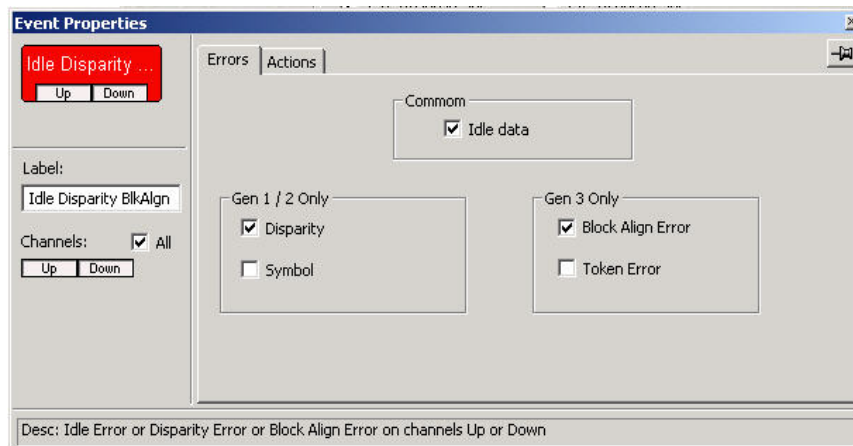 Event Properties
Idle Disparity ...
Up Down
Errors Actions
Commom
Idle data
Label:
Idle Disparity BlkAlgn
Gen 1 / 2 Only
Gen 3 Only
Disparity
Block Align Error
Channels: All
Up Down
Symbol
Token Error
Desc: Idle Error or Disparity Error or Block Align Error on channels Up or Down